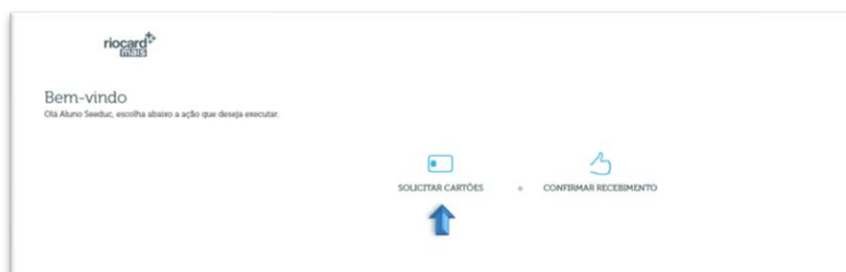 riocard
mais
Bem-vindo
Olá Aluno Seeduc, escolha abaixo a ação que deseja executar.
SOLICITAR CARTÕES
CONFIRMAR RECEBIMENTO